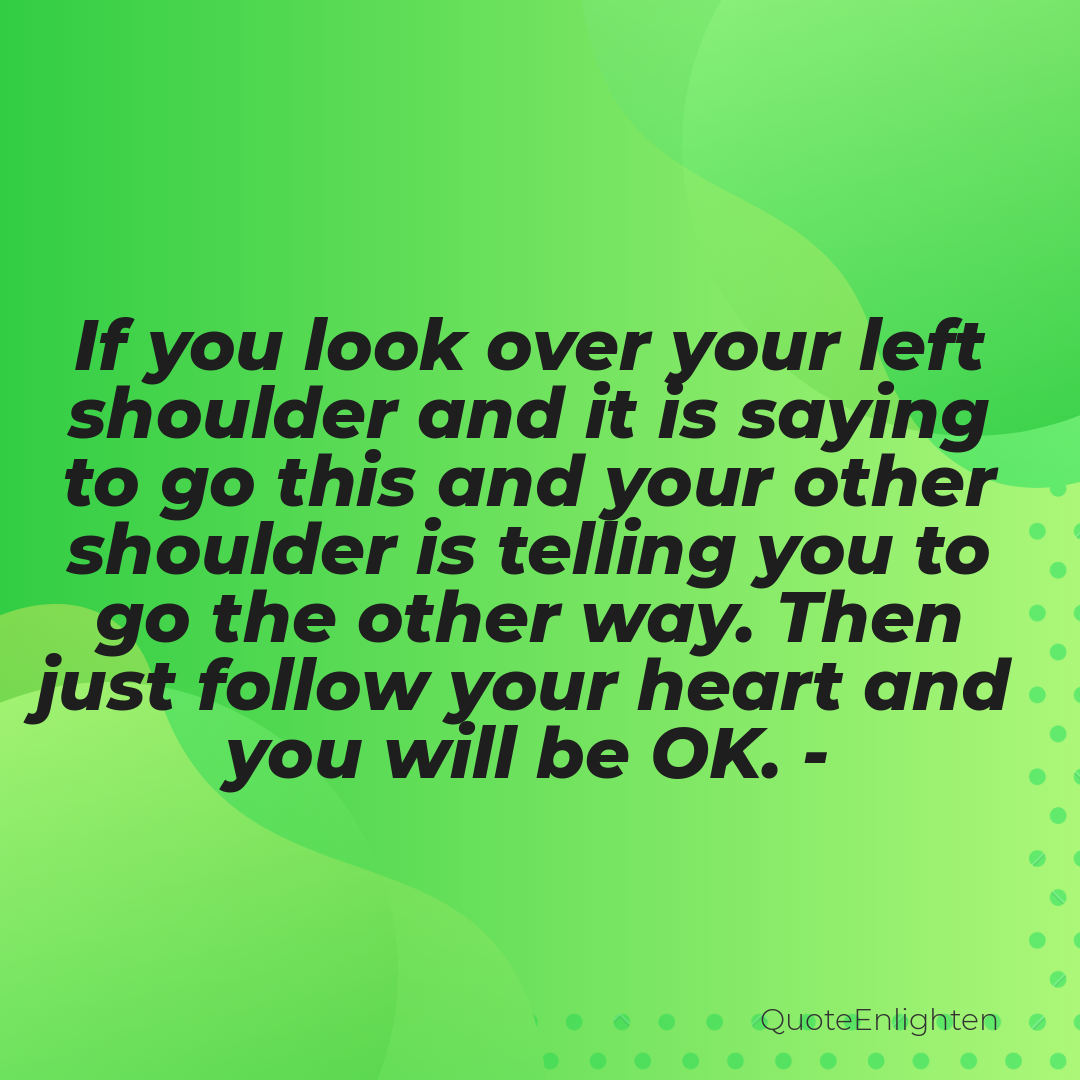 If you look over your left
shoulder and it is saying
to go this and your other
shoulder is telling you to
go the other way. Then
just follow your heart and
you will be OK. -
QuoteEnlighten